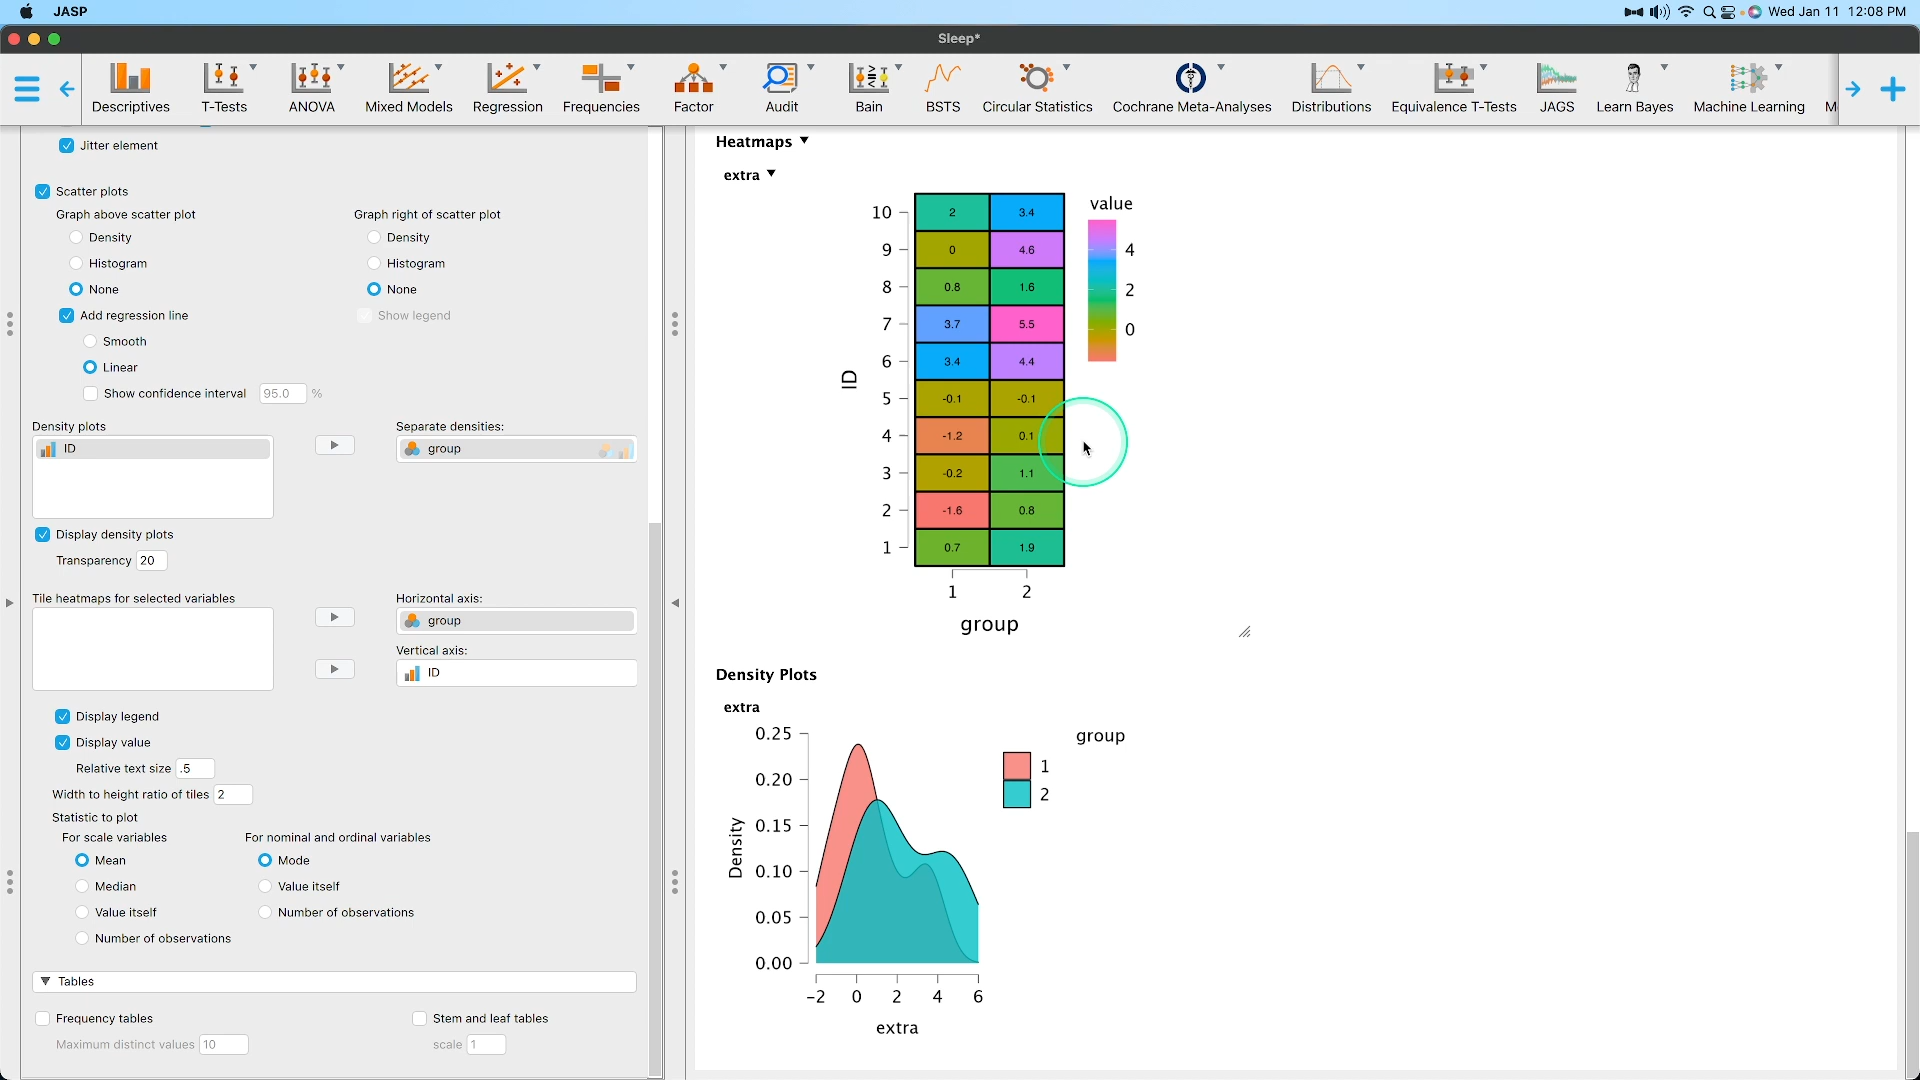 JASP
Wed Jan 11 12:08 PM
Sleep*
Descriptives
T-Tests
ANOVA
Mixed Models
Regression
Frequencies
Factor
Audit
Bain
BSTS
Circular Statistics
Cochrane Meta-Analyses
Distributions
Equivalence T-Tests
JAGS
Learn Bayes
Machine Learning
M
Jitter element
Scatter plots
Graph above scatter plot
Graph right of scatter plot
Density
Density
Histogram
Histogram
None
None
Add regression line
Show legend
Smooth
Linear
Show confidence interval 95.0 %
Density plots
Separate densities:
ID
group
Display density plots
Transparency 20
Tile heatmaps for selected variables
Horizontal axis:
group
Vertical axis:
ID
Display legend
Display value
Relative text size .5
Width to height ratio of tiles 2
Statistic to plot
For scale variables
For nominal and ordinal variables
Mean
Mode
Median
Value itself
Value itself
Number of observations
Number of observations
Tables
Frequency tables
Stem and leaf tables
Maximum distinct values 10
scale 1
Heatmaps
extra
10 2 3.4
9 0 4.6
8 0.8 1.6
7 3.7 5.5
6 3.4 4.4
5 -0.1 -0.1
4 -1.2 0.1
3 -0.2 1.1
2 -1.6 0.8
1 0.7 1.9
ID
1 2
group
value
4
2
0
Density Plots
extra
0.25
0.20
0.15
0.10
0.05
0.00
Density
-2 0 2 4 6
extra
group
1
2